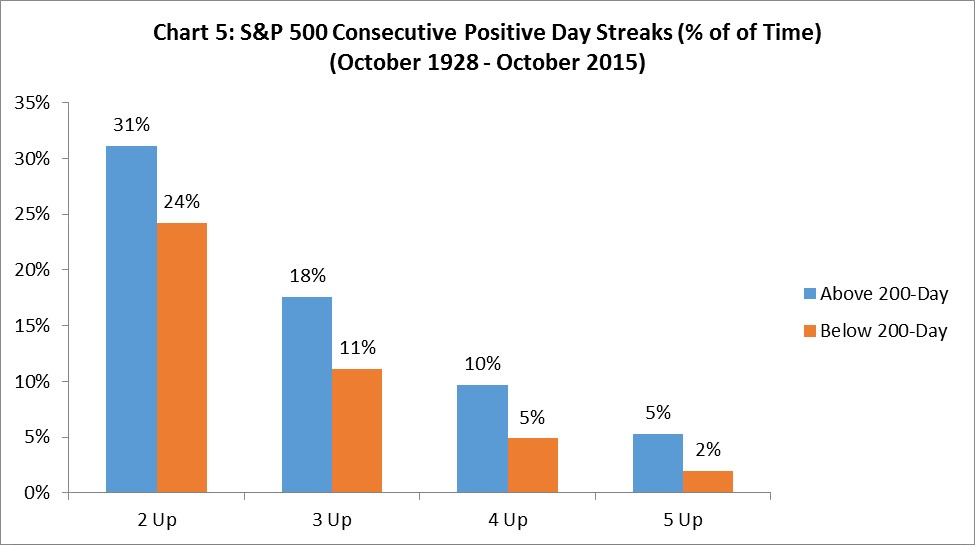 Chart 5: S&P 500 Consecutive Positive Day Streaks (% of of Time)
(October 1928 - October 2015)
35%
30%
25%
20%
15%
10%
5%
0%
31%
24%
18%
11%
10%
5%
5%
2%
2 Up
3 Up
4 Up
5 Up
Above 200-Day
Below 200-Day